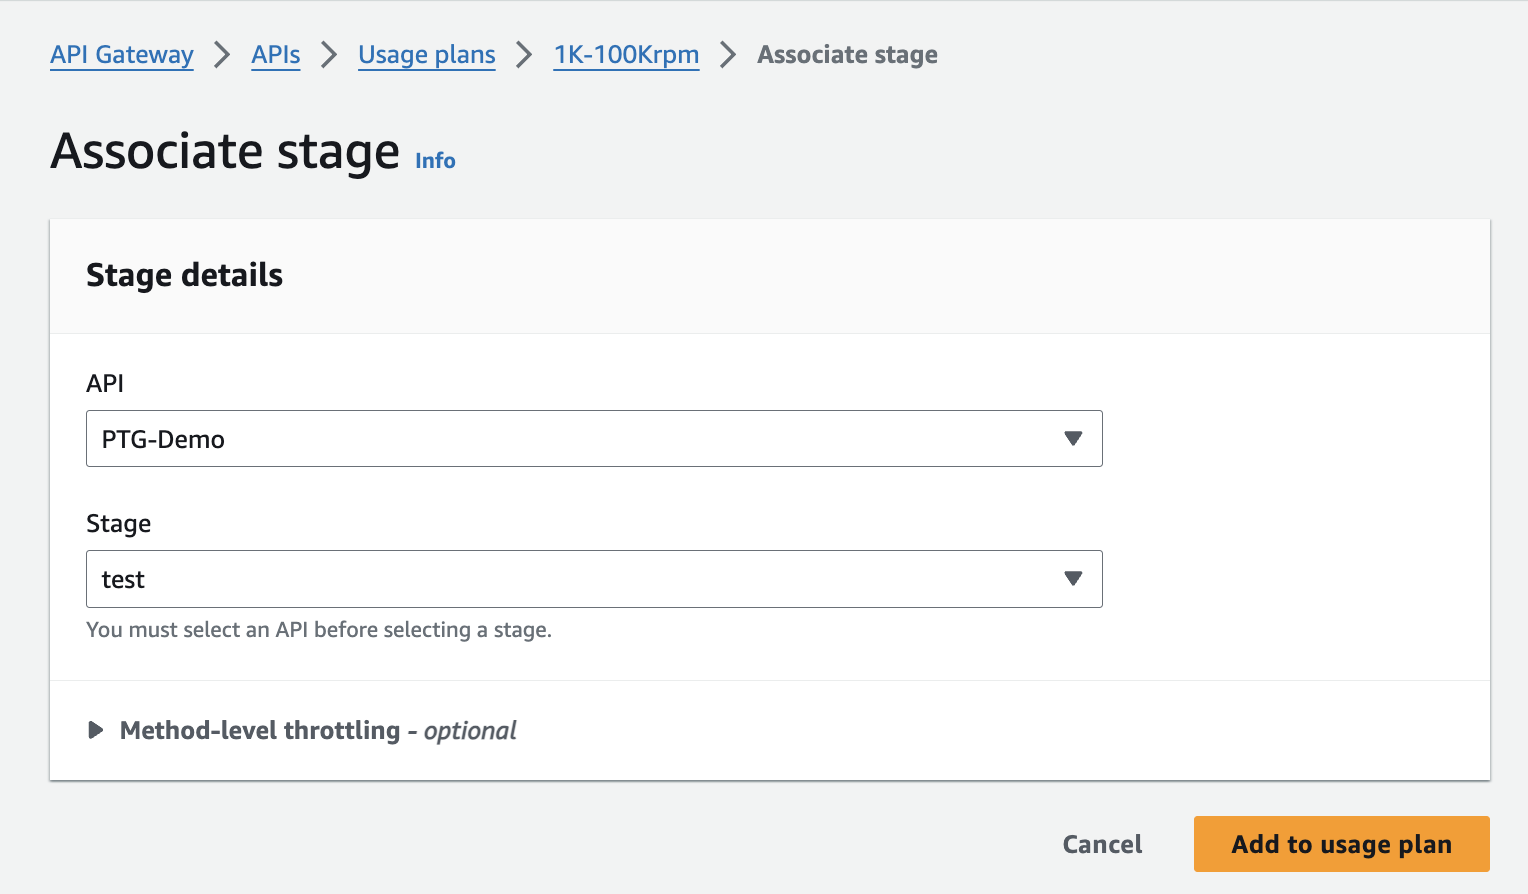 API Gateway > APIs > Usage plans > 1K-100Krpm > Associate stage
Associate stage Info
Stage details
API
PTG-Demo
Stage
test
You must select an API before selecting a stage.
Method-level throttling - optional
Cancel Add to usage plan